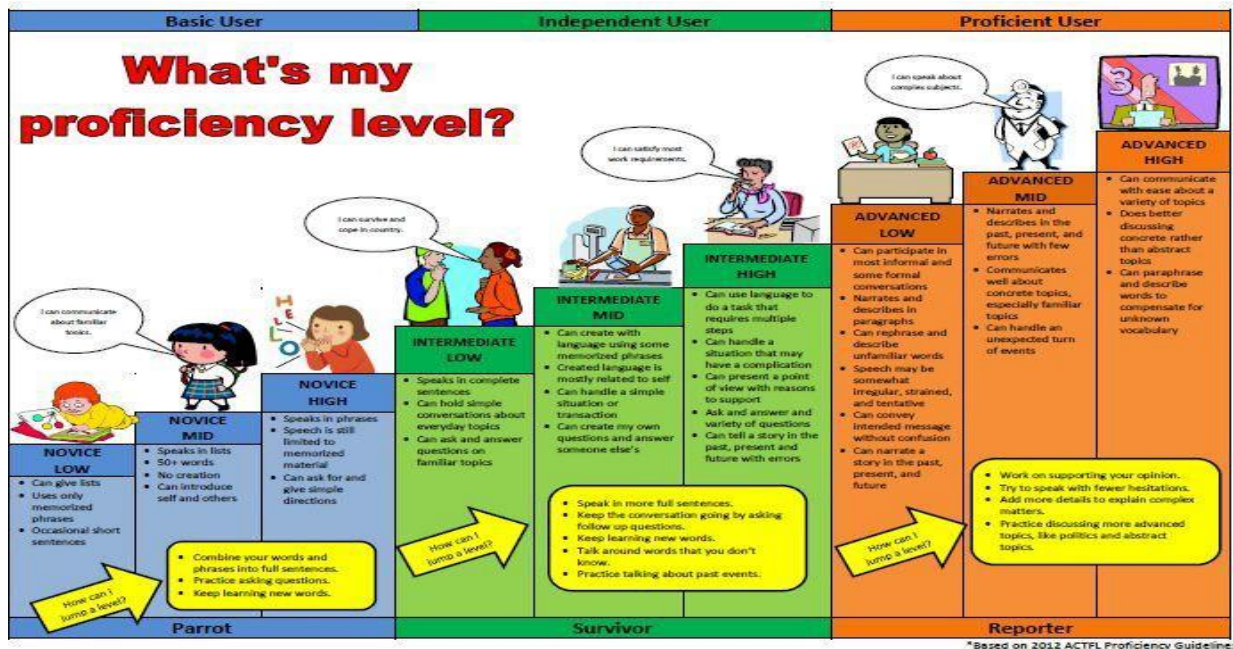 Basic User
Independent User
Proficient User
What's my
proficiency level?
I can communicate
about familiar
topics.
I can survive and
cope in country.
I can satisfy most
work requirements.
I can speak about
complex subjects.
HELLO
31
NOVICE
LOW
• Can give lists
• Uses only
memorized
phrases
• Occasional short
sentences
NOVICE
MID
• Speaks in lists
• 50+ words
• No creation
• Can introduce
self and others
NOVICE
HIGH
• Speaks in phrases
• Speech is still
limited to
memorized
material
• Can ask for and
give simple
directions
How can I
jump a level?
• Combine your words and
phrases into full sentences.
• Practice asking questions.
• Keep learning new words.
INTERMEDIATE
LOW
• Speaks in complete
sentences
• Can hold simple
conversations about
everyday topics
• Can ask and answer
questions on
familiar topics
INTERMEDIATE
MID
• Can create with
language using some
memorized phrases
• Created language is
mostly related to self
• Can handle a simple
situation or
transaction
• Can create my own
questions and answer
someone else's
INTERMEDIATE
HIGH
• Can use language to
do a task that
requires multiple
steps
• Can handle a
situation that may
have a complication
• Can present a point
of view with reasons
to support
• Ask and answer and
variety of questions
• Can tell a story in the
past, present and
future with errors
How can I
jump a level?
• Speak in more full sentences.
• Keep the conversation going by asking
follow up questions.
• Keep learning new words.
• Talk around words that you don't
know.
• Practice talking about past events.
ADVANCED
LOW
• Can participate in
most informal and
some formal
conversations
• Narrates and
describes in
paragraphs
• Can rephrase and
describe
unfamiliar words
• Speech may be
somewhat
irregular, strained,
and tentative
• Can convey
intended message
without confusion
• Can narrate a
story in the past,
present, and
future
ADVANCED
MID
• Narrates and
describes in the
past, present, and
future with few
errors
• Communicates
well about
concrete topics,
especially familiar
topics
• Can handle an
unexpected turn
of events
ADVANCED
HIGH
• Can communicate
with ease about a
variety of topics
• Does better
discussing
concrete rather
than abstract
topics
• Can paraphrase
and describe
words to
compensate for
unknown
vocabulary
How can I
jump a level?
• Work on supporting your opinion.
• Try to speak with fewer hesitations.
• Add more details to explain complex
matters.
• Practice discussing more advanced
topics, like politics and abstract
topics.
Parrot
Survivor
Reporter
*Based on 2012 ACTFL Proficiency Guideline